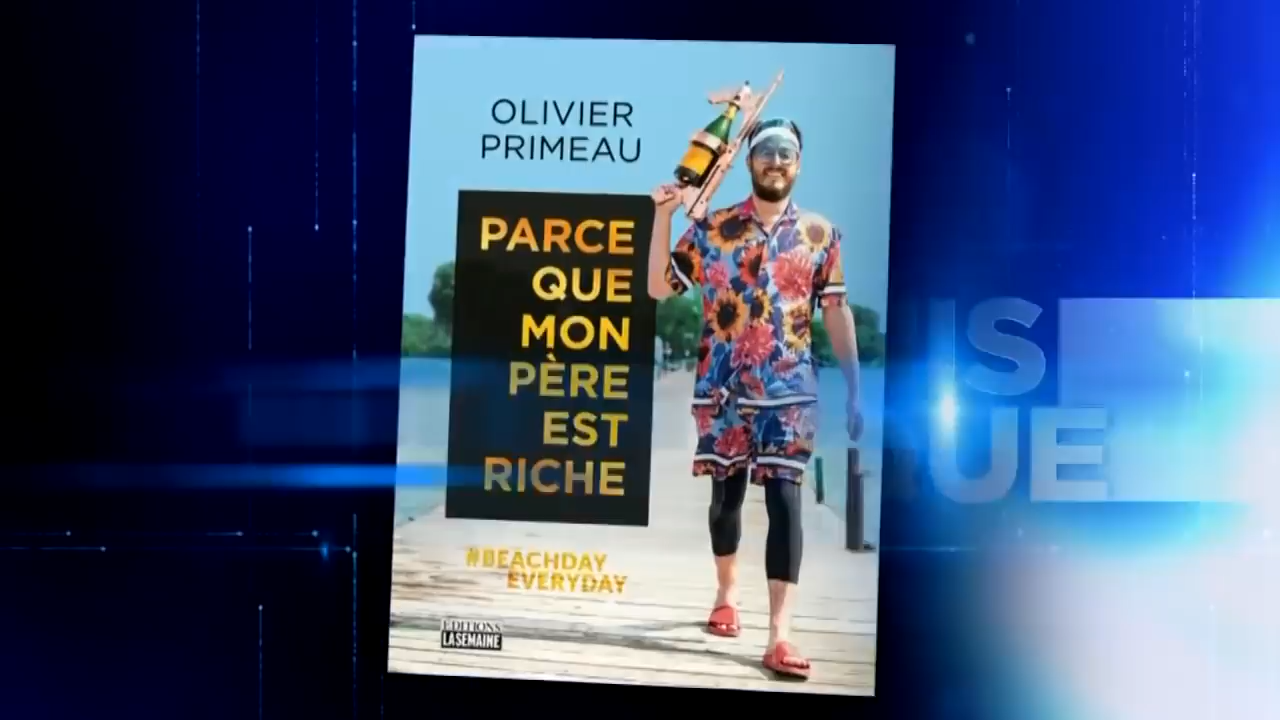 OLIVIER
PRIMEAU
PARCE
QUE
MON
PÈRE
EST
RICHE
#BEACHDAY
EVERYDAY
ÉDITIONS
LA SEMAINE